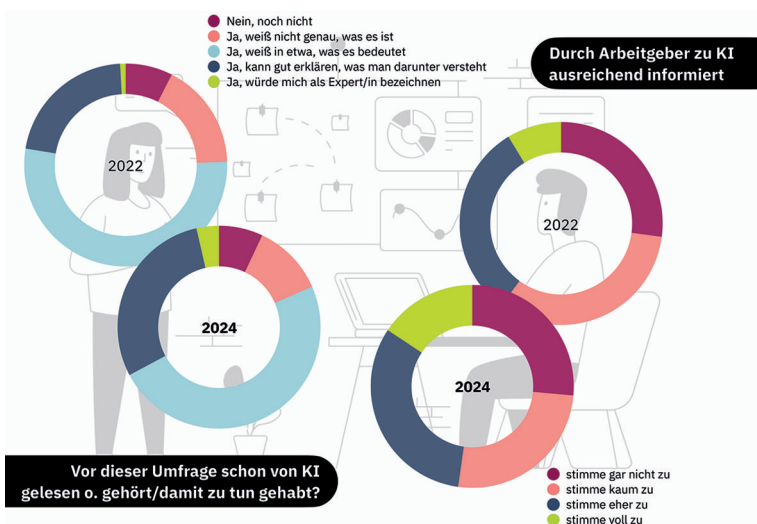 Nein, noch nicht
Ja, weiß nicht genau, was es ist
Ja, weiß in etwa, was es bedeutet
Ja, kann gut erklären, was man darunter versteht
Ja, würde mich als Expert/in bezeichnen
Durch Arbeitgeber zu KI
ausreichend informiert
2022
2022
2024
2024
Vor dieser Umfrage schon von KI
gelesen o. gehört/damit zu tun gehabt?
stimme gar nicht zu
stimme kaum zu
stimme eher zu
stimme voll zu